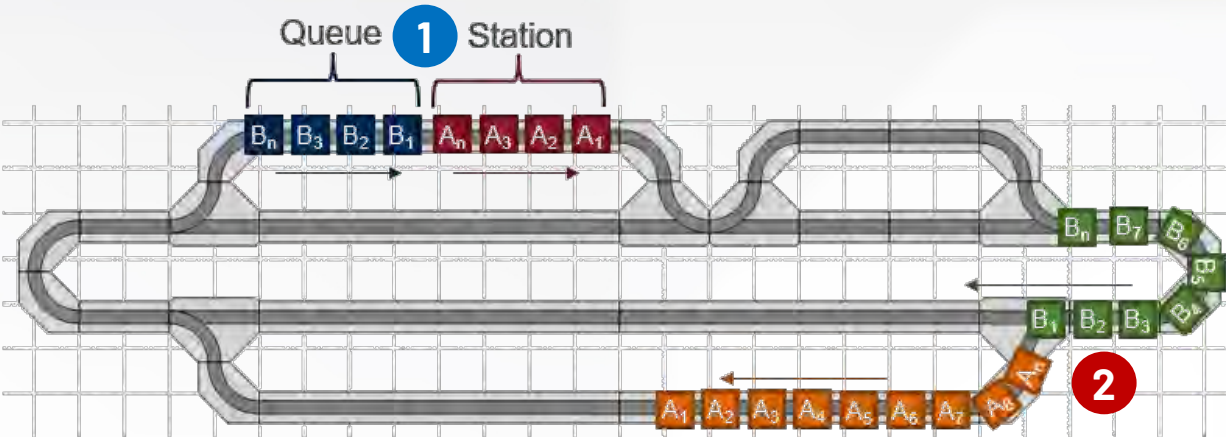 Queue 1 Station
Bn B3 B2 B1 An A3 A2 A1
Bn B7 B6
B5
B1 B2 B3 B4
An
2
A1 A2 A3 A4 A5 A6 A7 A8